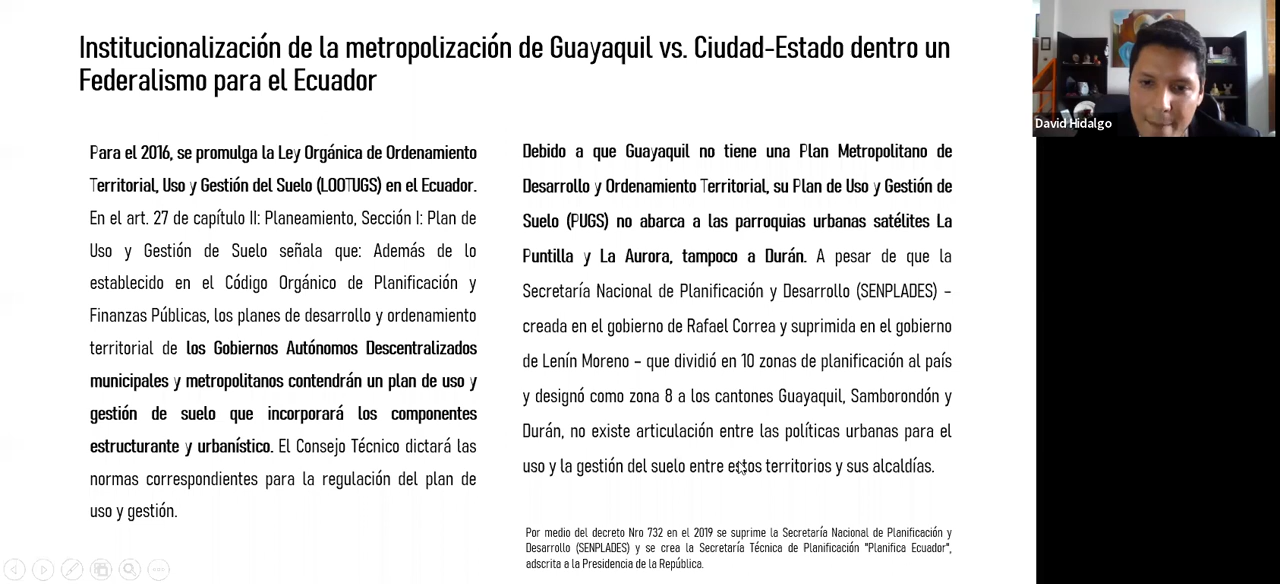 Institucionalización de la metropolización de Guayaquil vs. Ciudad-Estado dentro un
Federalismo para el Ecuador
Para el 2016, se promulga la Ley Orgánica de Ordenamiento
Territorial, Uso y Gestión del Suelo (LOOTUGS) en el Ecuador.
En el art. 27 de capítulo II: Planeamiento, Sección I: Plan de
Uso y Gestión de Suelo señala que: Además de lo
establecido en el Código Orgánico de Planificación y
Finanzas Públicas, los planes de desarrollo y ordenamiento
territorial de los Gobiernos Autónomos Descentralizados
municipales y metropolitanos contendrán un plan de uso y
gestión de suelo que incorporará los componentes
estructurante y urbanístico. El Consejo Técnico dictará las
normas correspondientes para la regulación del plan de
uso y gestión.
Debido a que Guayaquil no tiene una Plan Metropolitano de
Desarrollo y Ordenamiento Territorial, su Plan de Uso y Gestión de
Suelo (PUGS) no abarca a las parroquias urbanas satélites La
Puntilla y La Aurora, tampoco a Durán. A pesar de que la
Secretaría Nacional de Planificación y Desarrollo (SENPLADES) –
creada en el gobierno de Rafael Correa y suprimida en el gobierno
de Lenín Moreno – que dividió en 10 zonas de planificación al país
y designó como zona 8 a los cantones Guayaquil, Samborondón y
Durán, no existe articulación entre las políticas urbanas para el
uso y la gestión del suelo entre estos territorios y sus alcaldías.
Por medio del decreto Nro 732 en el 2019 se suprime la Secretaría Nacional de Planificación y
Desarrollo (SENPLADES) y se crea la Secretaría Técnica de Planificación "Planifica Ecuador",
adscrita a la Presidencia de la República.
David Hidalgo